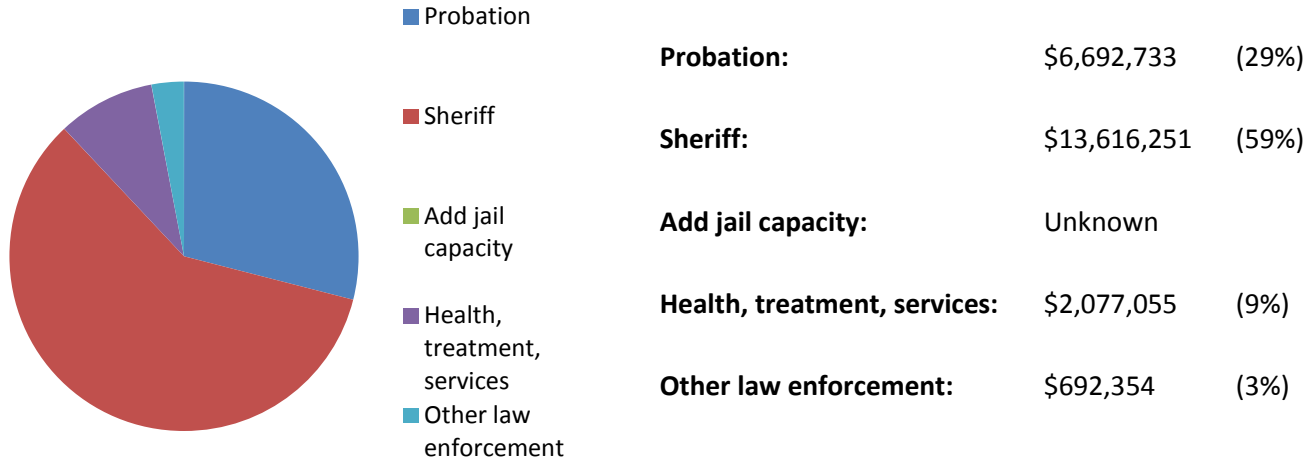 Probation
Sheriff
Add jail
capacity
Health,
treatment,
services
Other law
enforcement
Probation: $6,692,733 (29%)
Sheriff: $13,616,251 (59%)
Add jail capacity: Unknown
Health, treatment, services: $2,077,055 (9%)
Other law enforcement: $692,354 (3%)